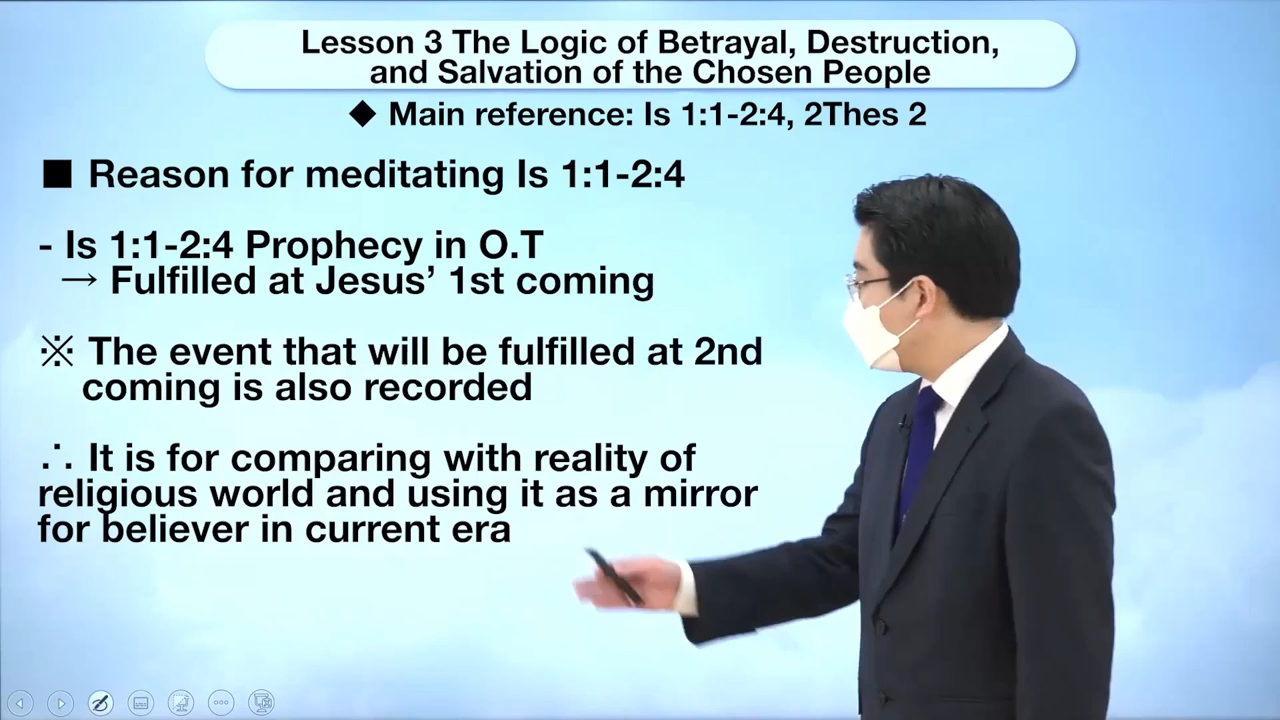 Lesson 3 The Logic of Betrayal, Destruction,
and Salvation of the Chosen People
◆ Main reference: Is 1:1-2:4, 2Thes 2
■ Reason for meditating Is 1:1-2:4
- Is 1:1-2:4 Prophecy in O.T
→ Fulfilled at Jesus’ 1st coming
※ The event that will be fulfilled at 2nd
coming is also recorded
∴ It is for comparing with reality of
religious world and using it as a mirror
for believer in current era